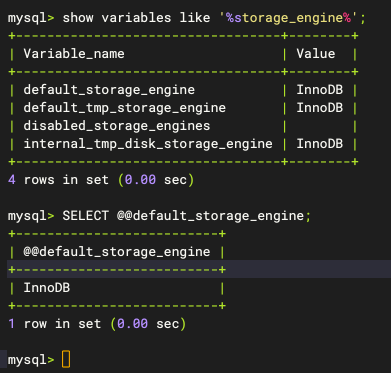 mysql> show variables like '%storage_engine%';
+----------------------------------+--------+
| Variable_name                    | Value  |
+----------------------------------+--------+
| default_storage_engine           | InnoDB |
| default_tmp_storage_engine       | InnoDB |
| disabled_storage_engines         |        |
| internal_tmp_disk_storage_engine | InnoDB |
+----------------------------------+--------+
4 rows in set (0.00 sec)

mysql> SELECT @@default_storage_engine;
+--------------------------+
| @@default_storage_engine |
+--------------------------+
| InnoDB                   |
+--------------------------+
1 row in set (0.00 sec)

mysql>